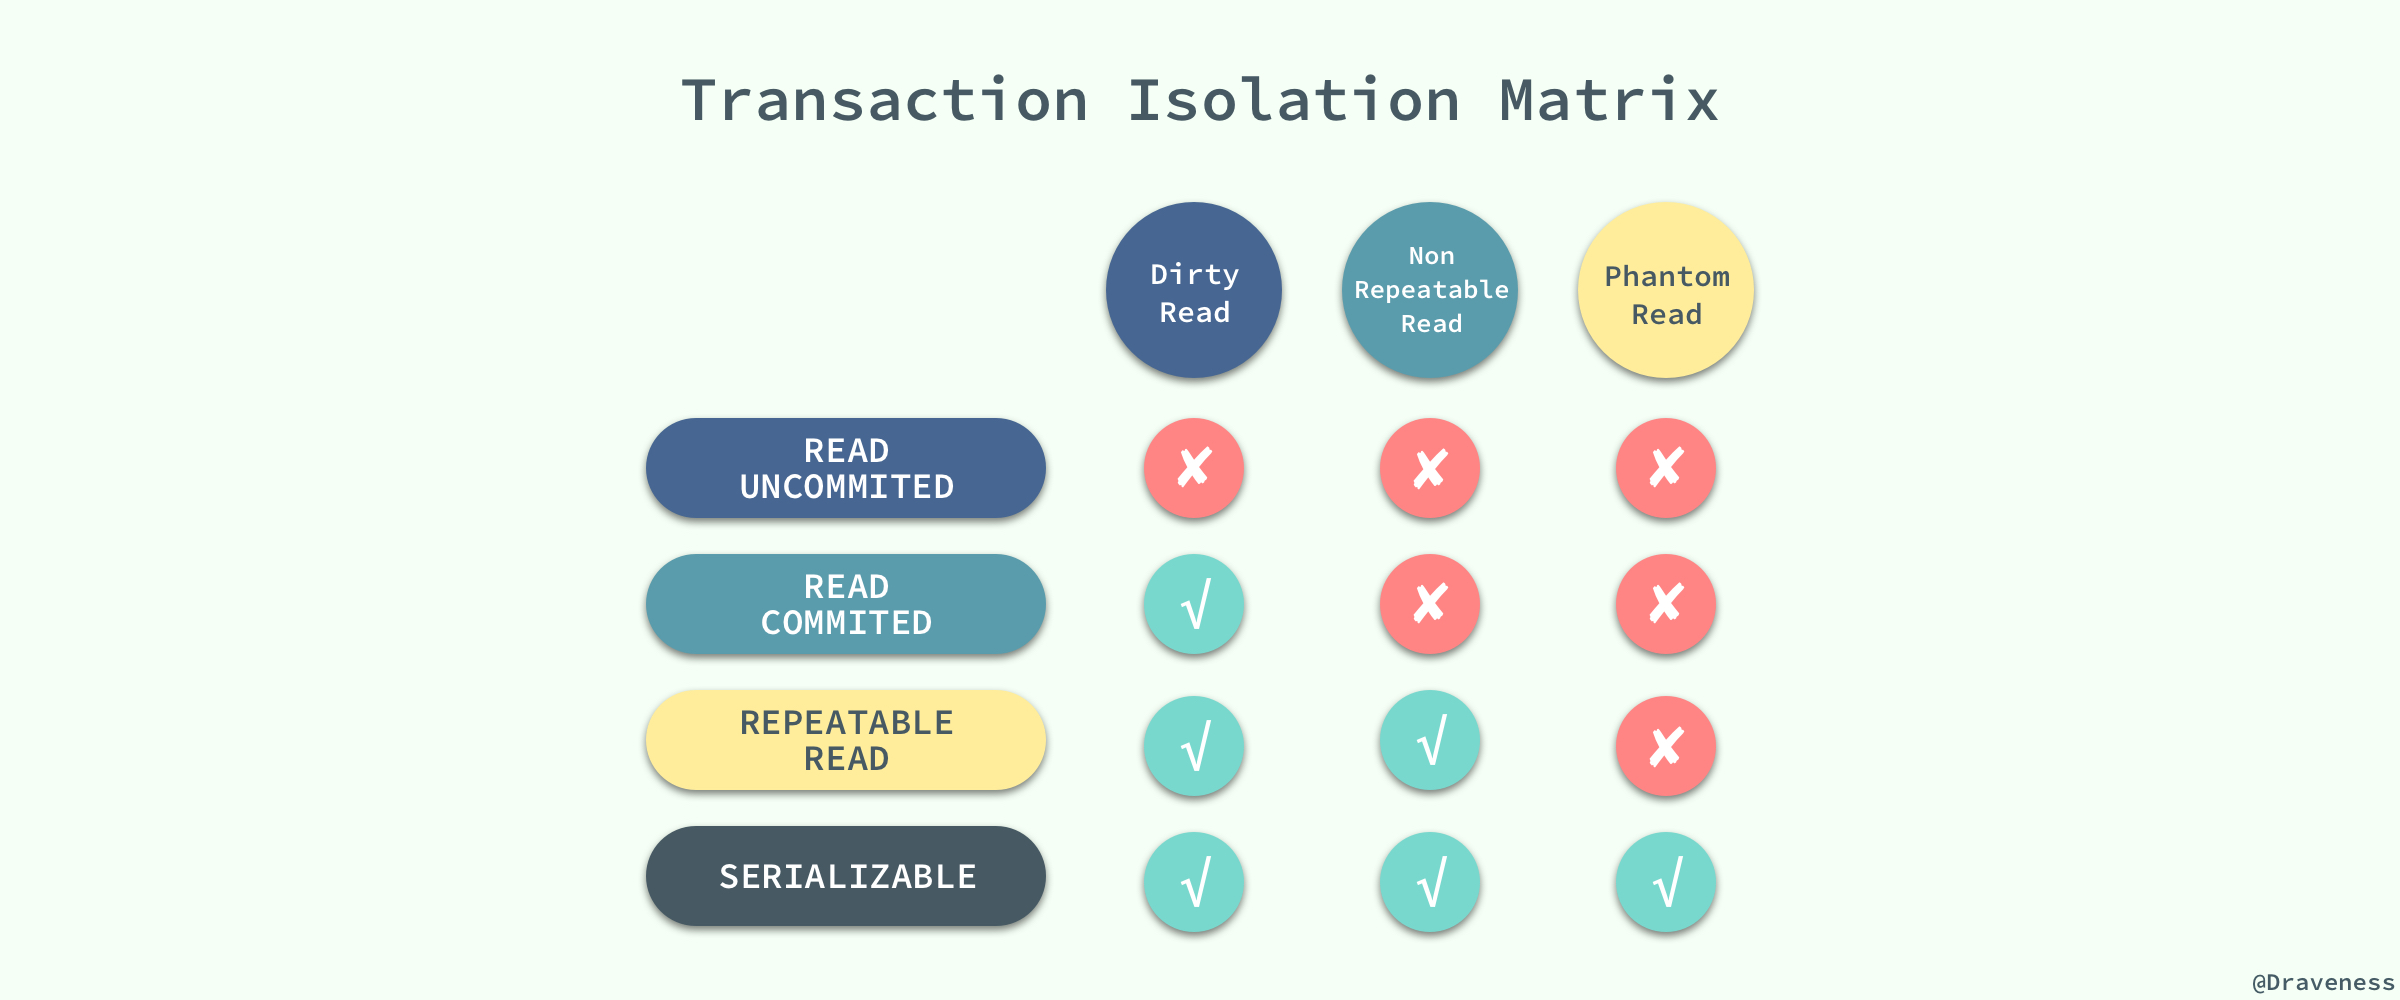 Transaction Isolation Matrix
Dirty
Read
Non
Repeatable
Read
Phantom
Read
READ
UNCOMMITED
✘ ✘ ✘
READ
COMMITED
√ ✘ ✘
REPEATABLE
READ
√ √ ✘
SERIALIZABLE
√ √ √
@Draveness